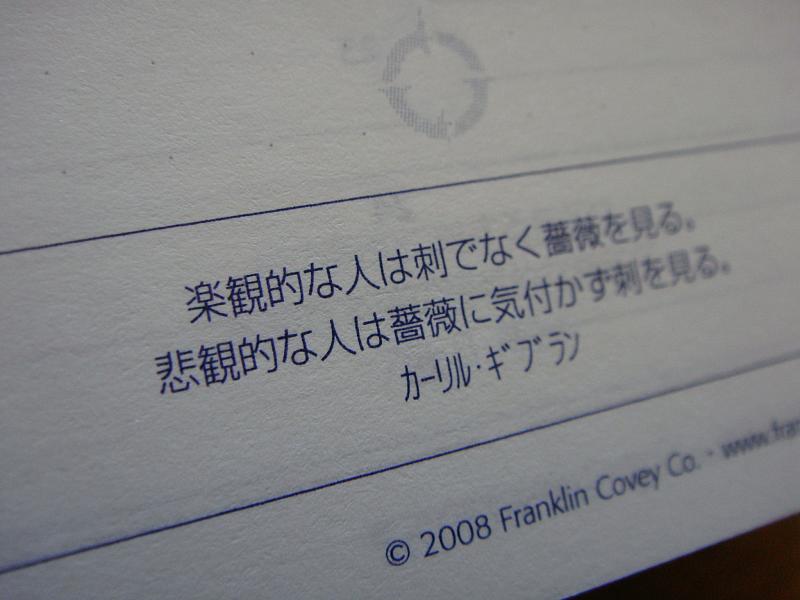 楽観的な人は刺でなく薔薇を見る。
悲観的な人は薔薇に気付かず刺を見る。
ｶｰﾘﾙ･ｷﾞﾌﾞﾗﾝ
© 2008 Franklin Covey Co. · www.fran